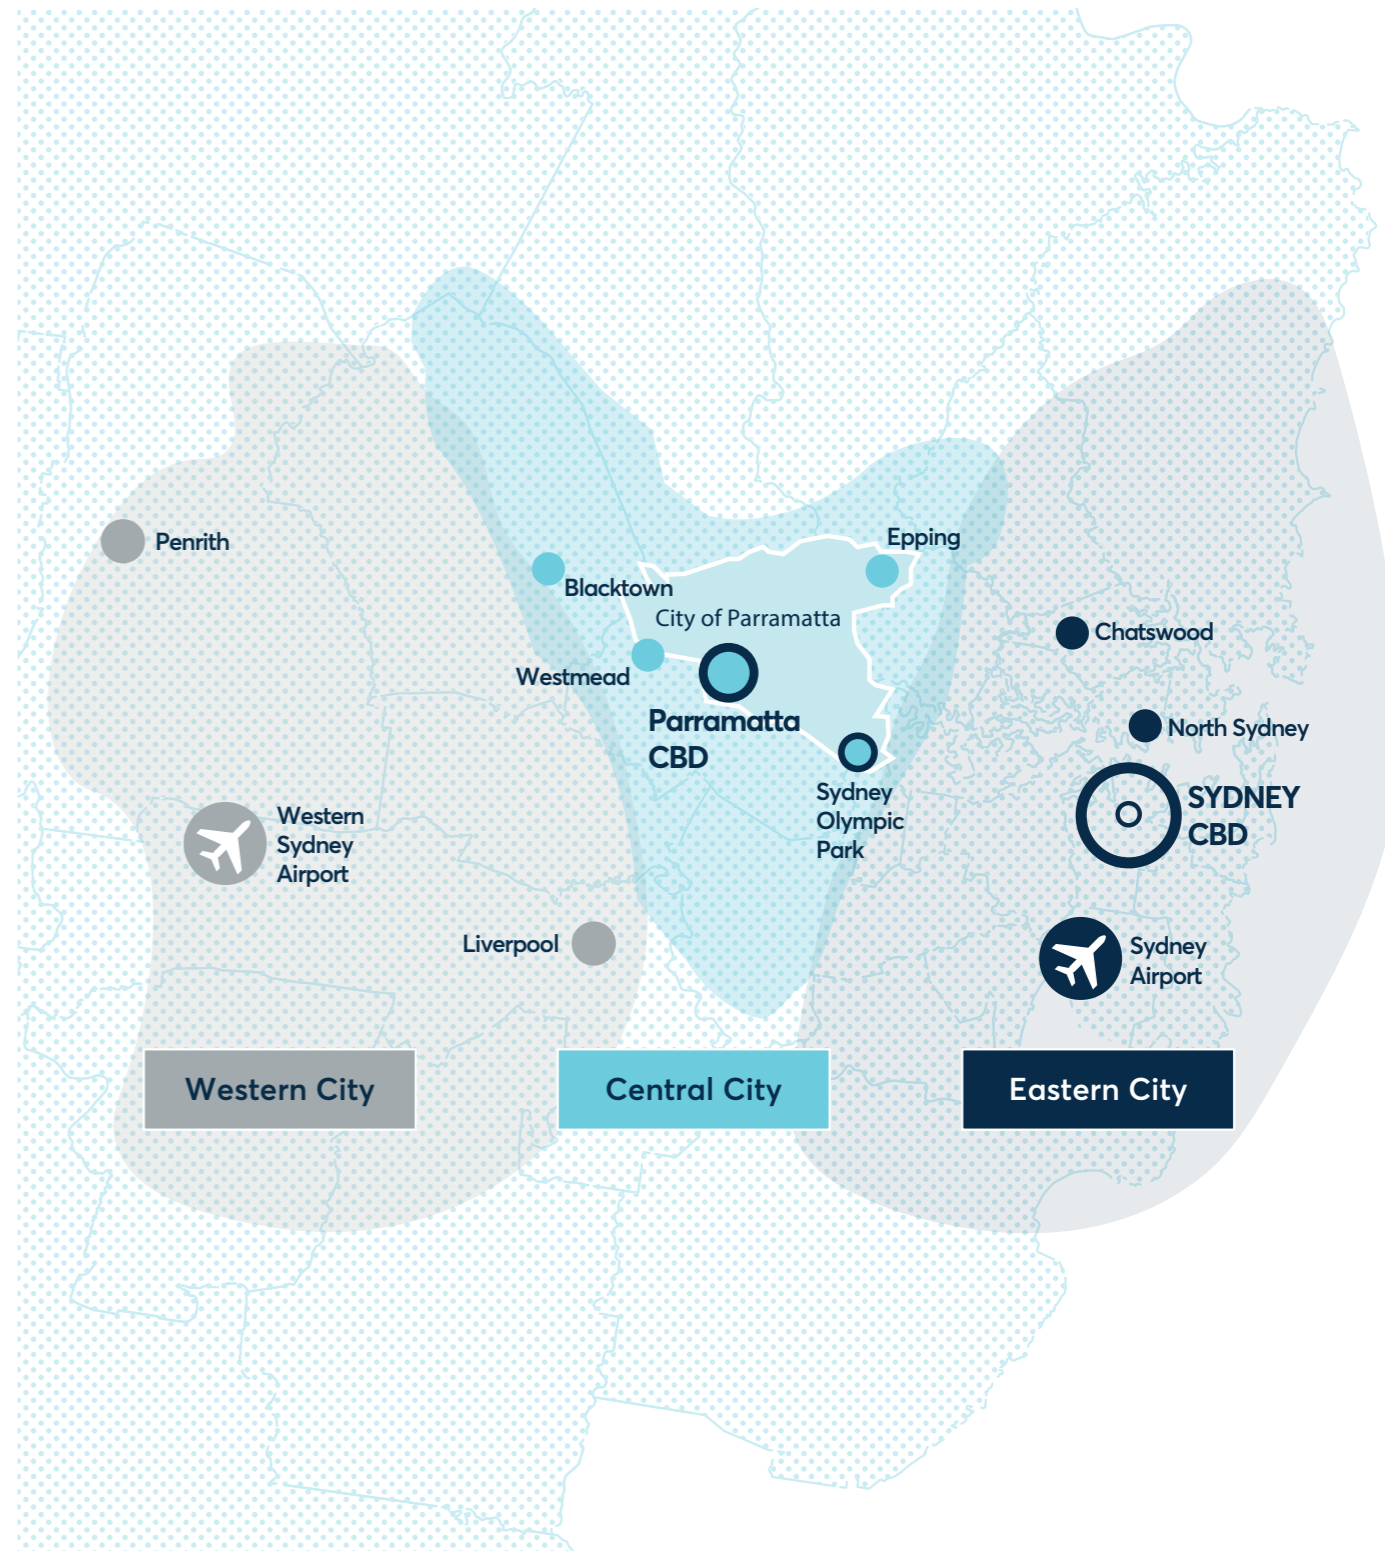 Epping
Penrith
Blacktown
City of Parramatta
Chatswood
Westmead
Parramatta
CBD
North Sydney
Sydney
Olympic
Park
SYDNEY
CBD
Western
Sydney
Airport
Liverpool
Sydney
Airport
Western City
Central City
Eastern City